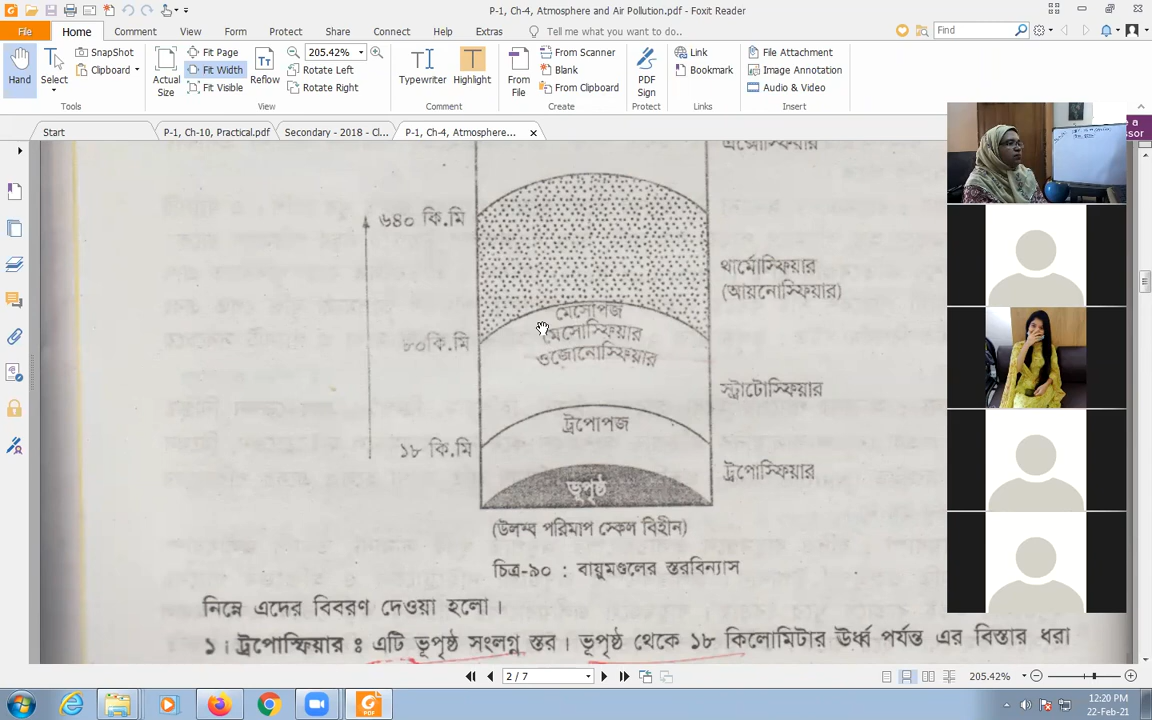 P-1, Ch-4, Atmosphere and Air Pollution.pdf - Foxit Reader
File Home Comment View Form Protect Share Connect Help Extras Tell me what you want to do.. Find
Hand
Select
SnapShot
Clipboard
Tools
Actual Size
Fit Page
Fit Width
Fit Visible
Reflow
205.42%
Rotate Left
Rotate Right
View
Typewriter
Highlight
Comment
From File
From Scanner
Blank
From Clipboard
Create
PDF Sign
Protect
Link
Bookmark
Links
File Attachment
Image Annotation
Audio & Video
Insert
Start P-1, Ch-10, Practical.pdf Secondary - 2018 - Cl... P-1, Ch-4, Atmosphere...
এক্সোস্ফিয়ার
৬৪০ কি.মি
থার্মোস্ফিয়ার
(আয়নোস্ফিয়ার)
মেসোপজ
মেসোস্ফিয়ার
৮০কি.মি
ওজোনোস্ফিয়ার
স্ট্রাটোস্ফিয়ার
ট্রপোপজ
১৮ কি.মি
ট্রপোস্ফিয়ার
ভূপৃষ্ঠ
(উলম্ব পরিমাপ স্কেল বিহীন)
চিত্র-৯০ : বায়ুমণ্ডলের স্তরবিন্যাস
নিম্নে এদের বিবরণ দেওয়া হলো।
১। ট্রপোস্ফিয়ার ঃ এটি ভূপৃষ্ঠ সংলগ্ন স্তর। ভূপৃষ্ঠ থেকে ১৮ কিলোমিটার ঊর্ধ্ব পর্যন্ত এর বিস্তার ধরা
2 / 7
205.42%
12:20 PM
22-Feb-21